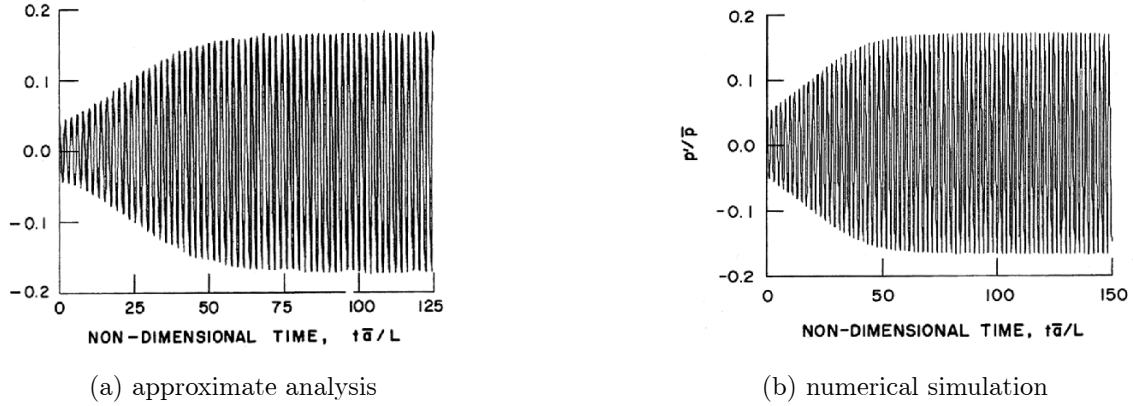 0.2
0.1
0.0
-0.1
-0.2
0 25 50 75 100 125
NON-DIMENSIONAL TIME, tā/L
(a) approximate analysis
p'/p̄
0.2
0.1
0.0
-0.1
-0.2
0 50 100 150
NON-DIMENSIONAL TIME, tā/L
(b) numerical simulation